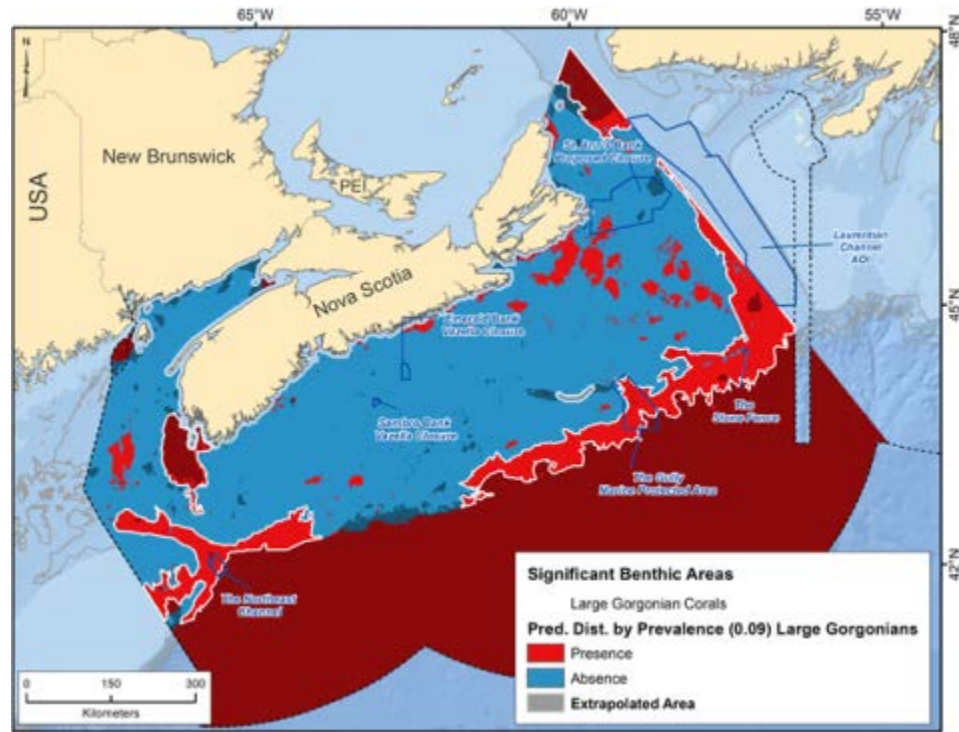 65°W
60°W
55°W
48°N
N
New Brunswick
St. Ann's Bank
Proposed Closure
USA
PEI
Laurentian
Channel
AOI
Nova Scotia
45°N
Emerald Bank
Vazella Closure
Sambro Bank
Vazella Closure
The
Stone Fence
The Gully
Marine Protected Area
42°N
The Northeast
Channel
Significant Benthic Areas
Large Gorgonian Corals
Pred. Dist. by Prevalence (0.09) Large Gorgonians
Presence
Absence
Extrapolated Area
0 150 300
Kilometers